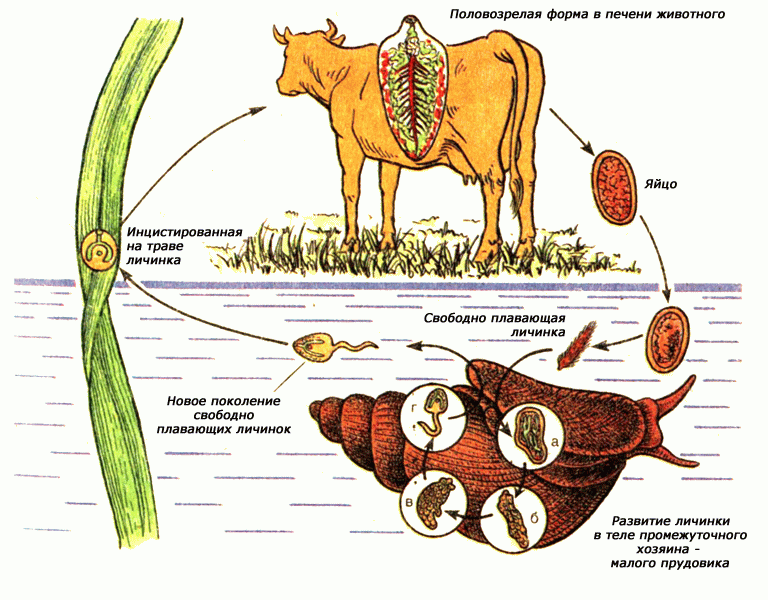 Половозрелая форма в печени животного
Яйцо
Инцистированная
на траве
личинка
Свободно плавающая
личинка
Новое поколение
свободно
плавающих личинок
г
а
в
б
Развитие личинки
в теле промежуточного
хозяина -
малого прудовика